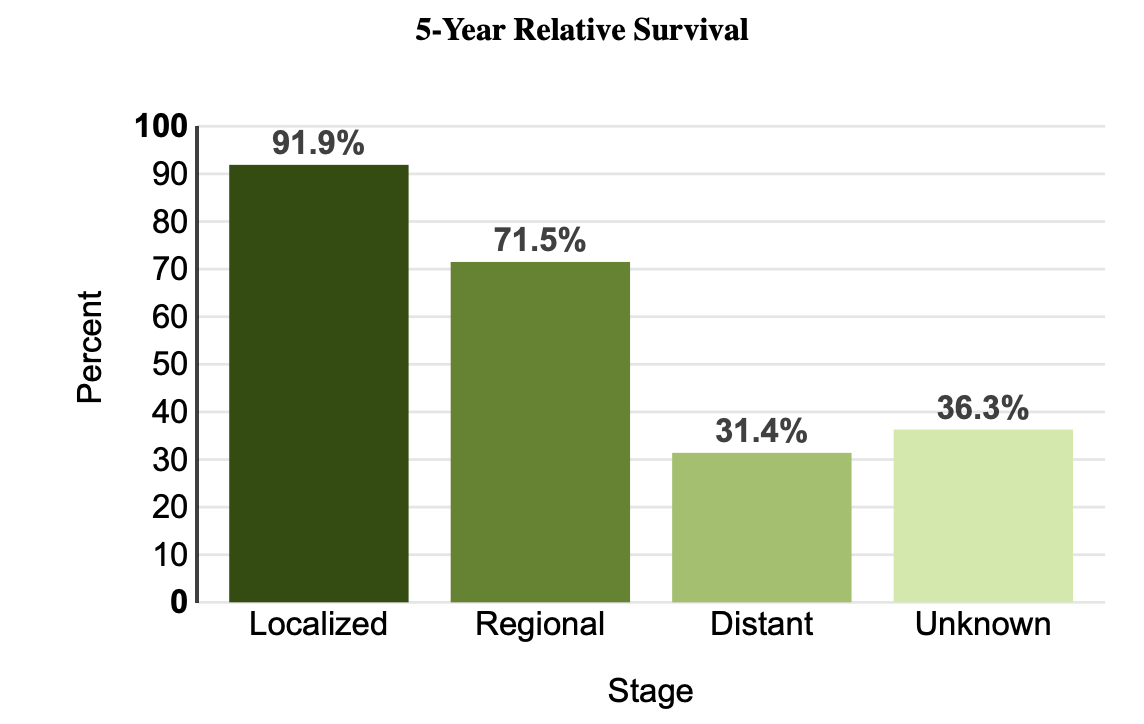 5-Year Relative Survival
100
90
80
70
60
50
40
30
20
10
0
Percent
91.9%
71.5%
31.4%
36.3%
Localized
Regional
Distant
Unknown
Stage